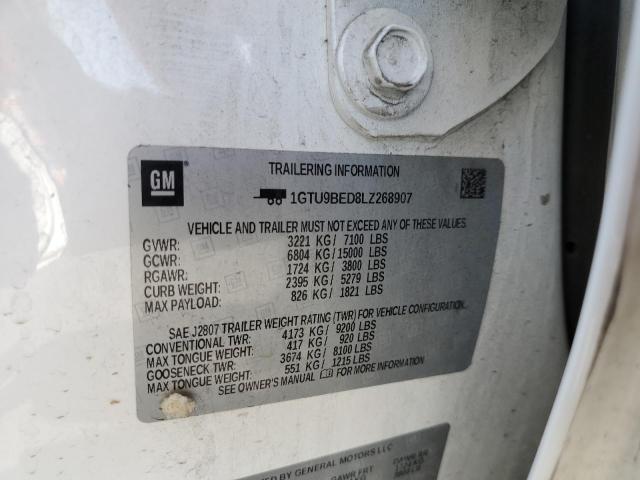 GM
TRAILERING INFORMATION
1GTU9BED8LZ268907
VEHICLE AND TRAILER MUST NOT EXCEED ANY OF THESE VALUES
GVWR: 3221 KG/ 7100 LBS
GCWR: 6804 KG/15000 LBS
RGAWR: 1724 KG/ 3800 LBS
CURB WEIGHT: 2395 KG/ 5279 LBS
MAX PAYLOAD: 826 KG/ 1821 LBS
SAE J2807 TRAILER WEIGHT RATING (TWR) FOR VEHICLE CONFIGURATION.
CONVENTIONAL TWR: 4173 KG/ 9200 LBS
MAX TONGUE WEIGHT: 417 KG/ 920 LBS
GOOSENECK TWR: 3674 KG/ 8100 LBS
MAX TONGUE WEIGHT: 551 KG/ 1215 LBS
SEE OWNER'S MANUAL FOR MORE INFORMATION
BY GENERAL MOTORS LLC
GAWR FRT
GAWR RR